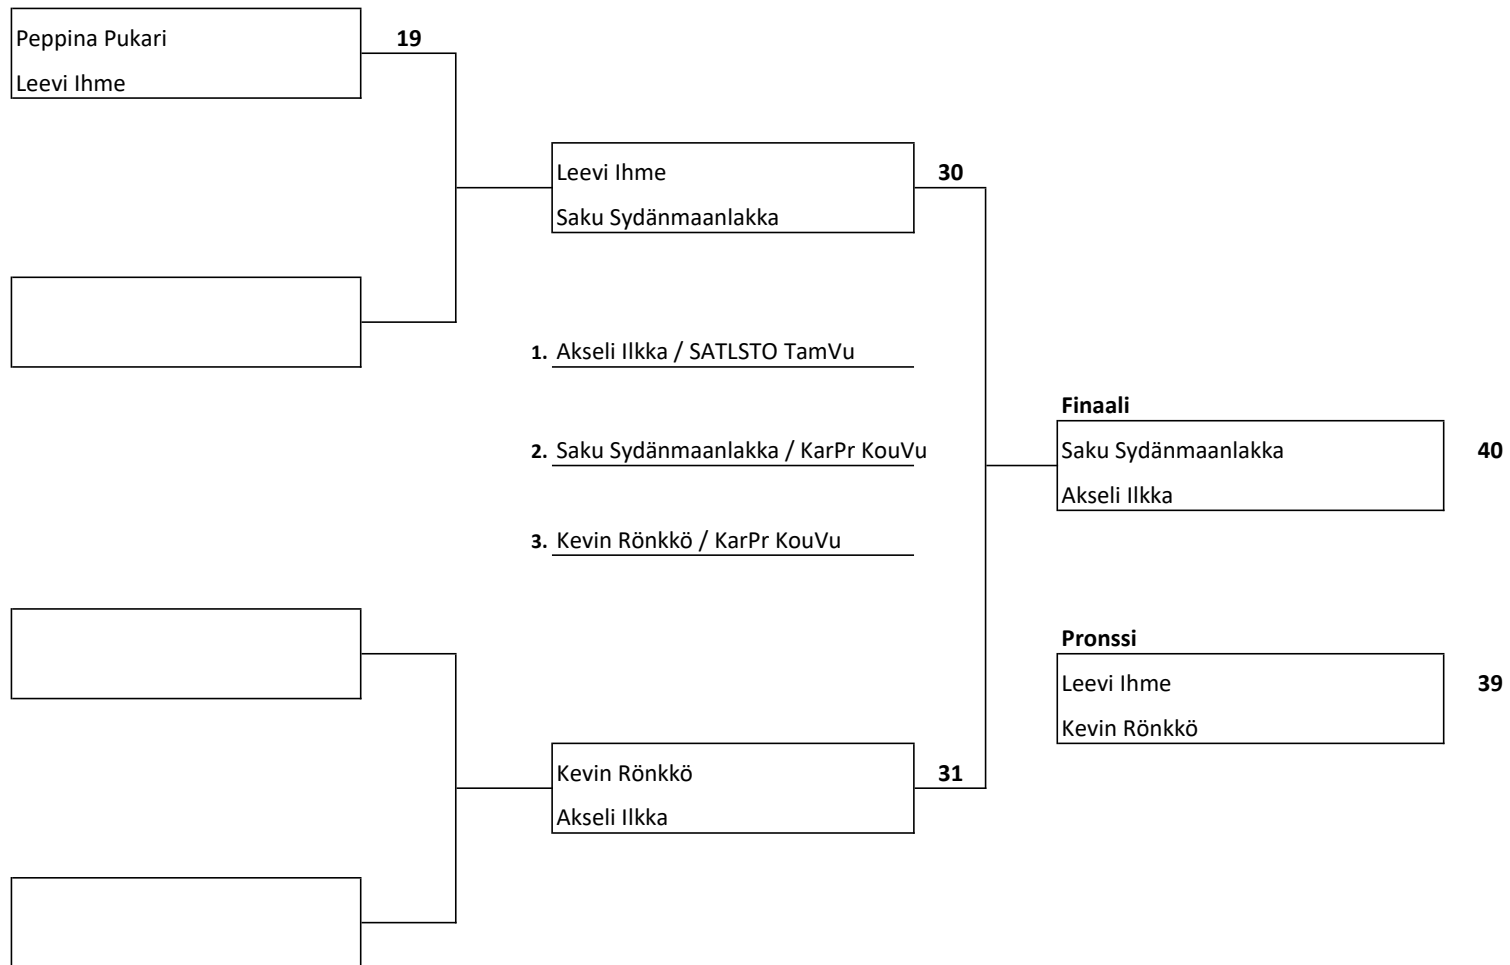 Peppina Pukari
19
Leevi Ihme
Leevi Ihme
30
Saku Sydänmaanlakka
1. Akseli Ilkka / SATLSTO TamVu
2. Saku Sydänmaanlakka / KarPr KouVu
3. Kevin Rönkkö / KarPr KouVu
Kevin Rönkkö
31
Akseli Ilkka
Finaali
Saku Sydänmaanlakka
40
Akseli Ilkka
Pronssi
Leevi Ihme
39
Kevin Rönkkö